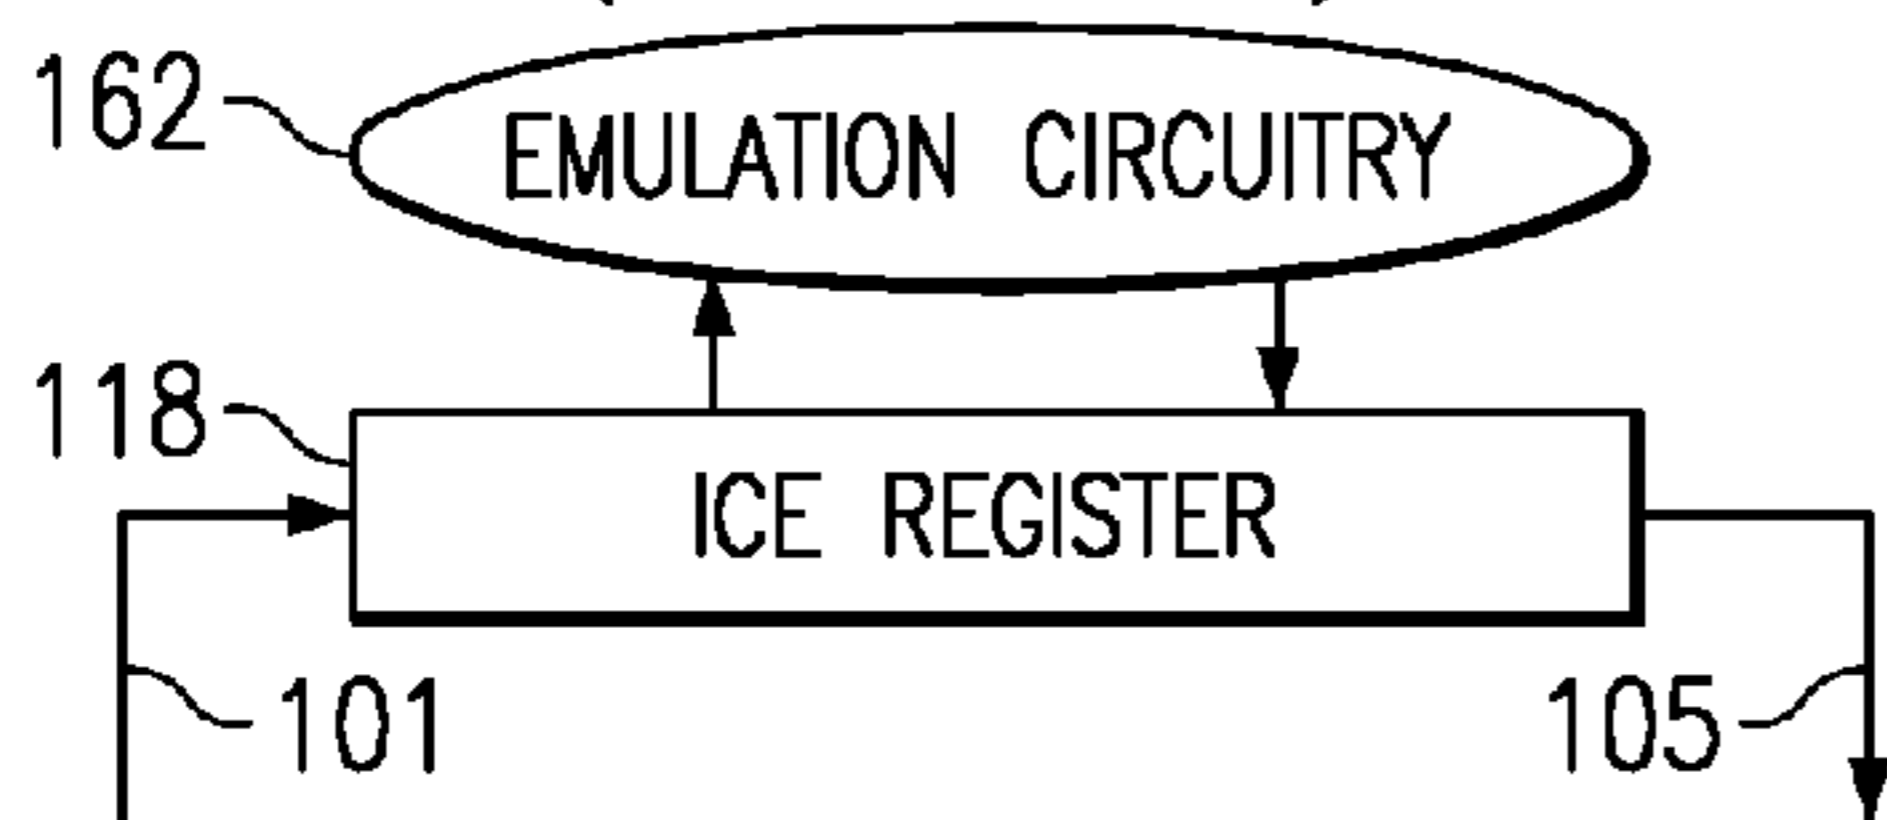 162
EMULATION CIRCUITRY
118
ICE REGISTER
101
105